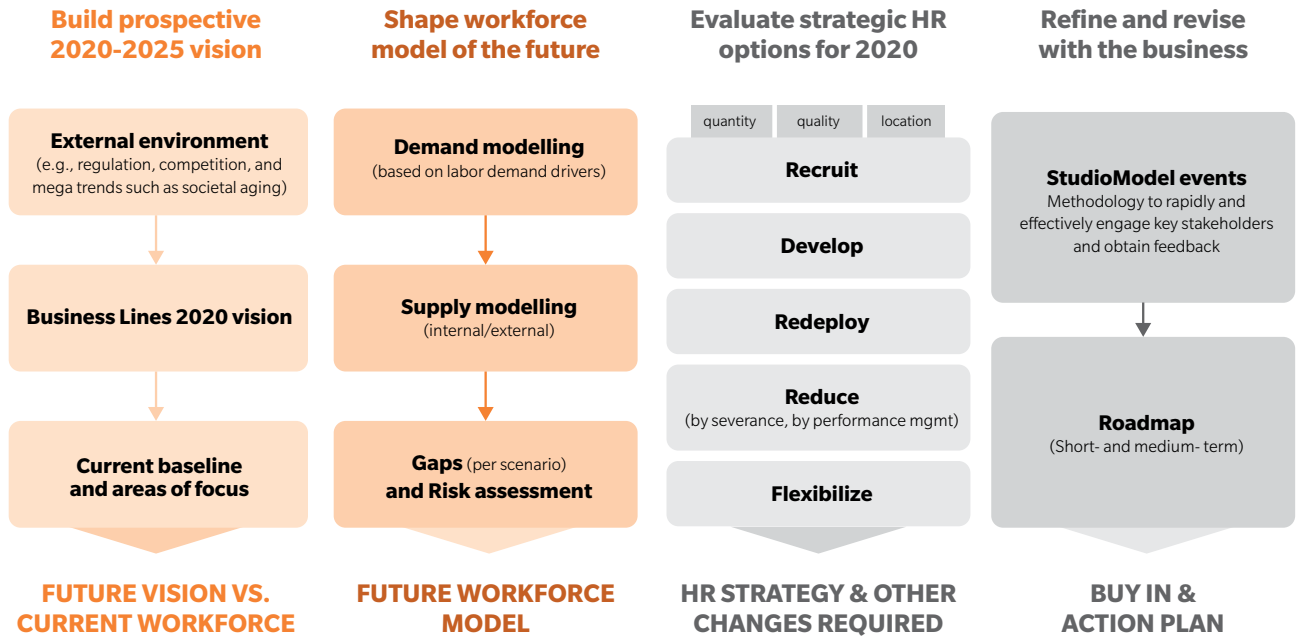 Build prospective
2020-2025 vision
External environment
(e.g., regulation, competition, and
mega trends such as societal aging)
Business Lines 2020 vision
Current baseline
and areas of focus
FUTURE VISION VS.
CURRENT WORKFORCE
Shape workforce
model of the future
Demand modelling
(based on labor demand drivers)
Supply modelling
(internal/external)
Gaps (per scenario)
and Risk assessment
FUTURE WORKFORCE
MODEL
Evaluate strategic HR
options for 2020
quantity quality location
Recruit
Develop
Redeploy
Reduce
(by severance, by performance mgmt)
Flexibilize
HR STRATEGY & OTHER
CHANGES REQUIRED
Refine and revise
with the business
StudioModel events
Methodology to rapidly and
effectively engage key stakeholders
and obtain feedback
Roadmap
(Short- and medium- term)
BUY IN &
ACTION PLAN